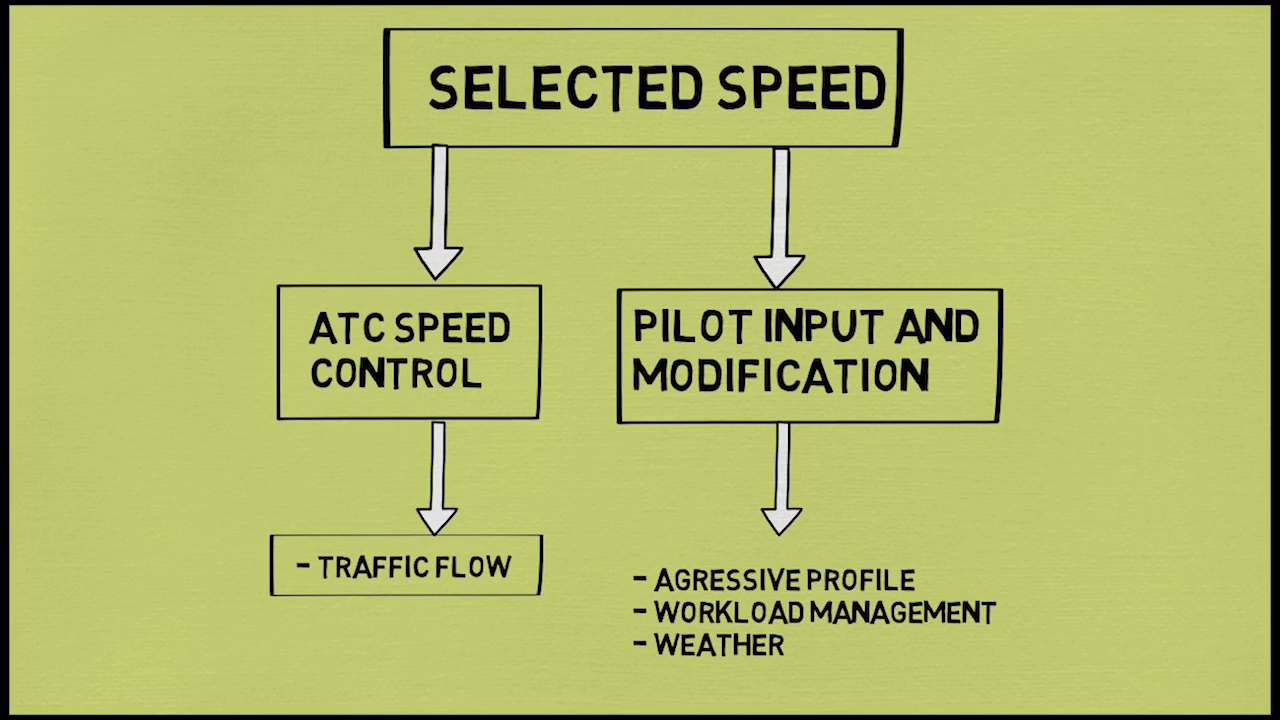 SELECTED SPEED
ATC SPEED
CONTROL
PILOT INPUT AND
MODIFICATION
- TRAFFIC FLOW
- AGRESSIVE PROFILE
- WORKLOAD MANAGEMENT
- WEATHER